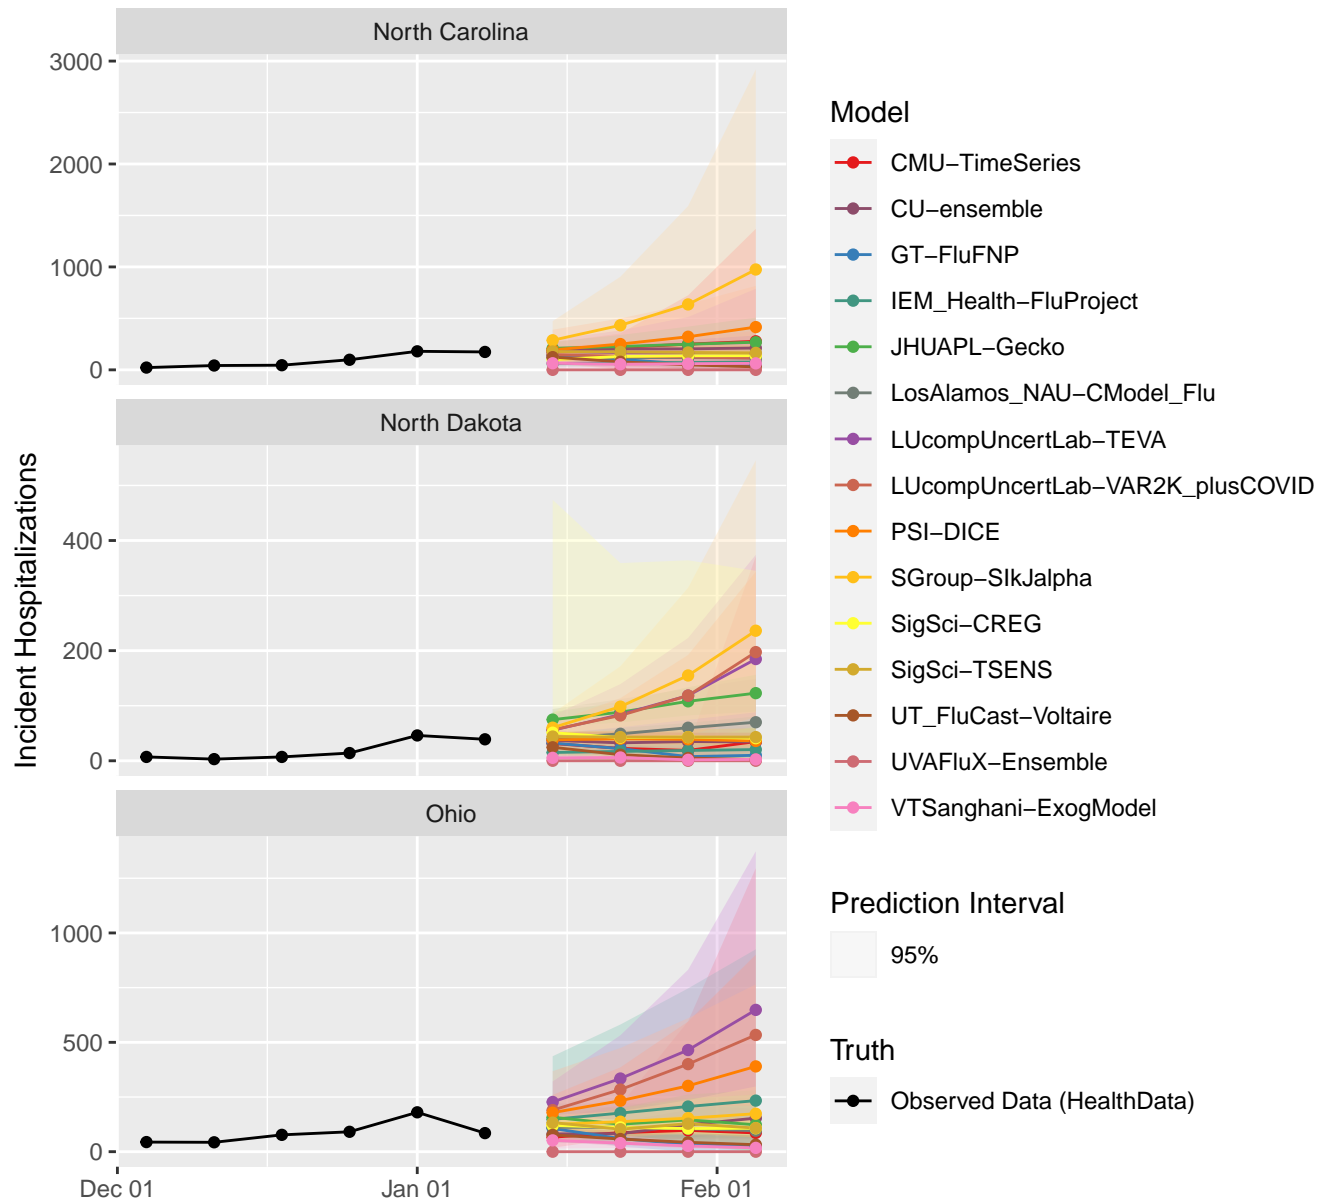 North Carolina
3000
2000
1000
0
North Dakota
400
200
0
Ohio
1000
500
0
Dec 01
Jan 01
Feb 01
Incident Hospitalizations
Model
CMU−TimeSeries
CU−ensemble
GT−FluFNP
IEM_Health−FluProject
JHUAPL−Gecko
LosAlamos_NAU−CModel_Flu
LUcompUncertLab−TEVA
LUcompUncertLab−VAR2K_plusCOVID
PSI−DICE
SGroup−SIkJalpha
SigSci−CREG
SigSci−TSENS
UT_FluCast−Voltaire
UVAFluX−Ensemble
VTSanghani−ExogModel
Prediction Interval
95%
Truth
Observed Data (HealthData)